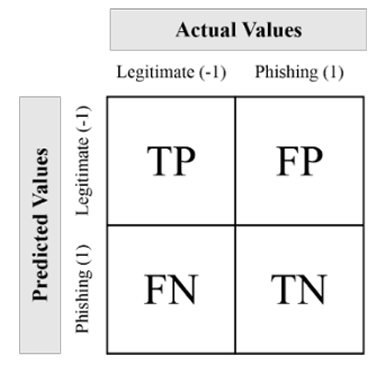 Actual Values
Legitimate (-1) Phishing (1)
Predicted Values
Legitimate (-1)
TP FP
Phishing (1)
FN TN